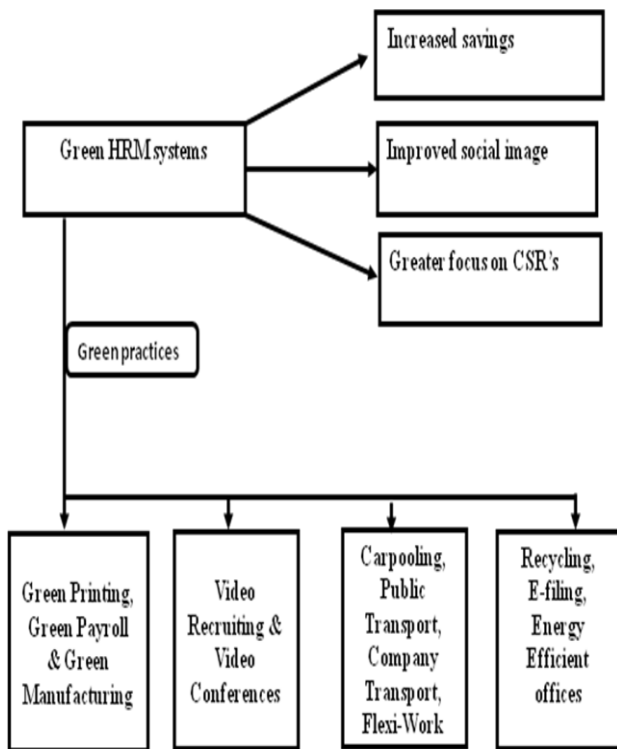 Increased savings
Green HRM systems
Improved social image
Greater focus on CSR's
Green practices
Green Printing,
Green Payroll
& Green
Manufacturing
Video
Recruiting &
Video
Conferences
Carpooling,
Public
Transport,
Company
Transport,
Flexi-Work
Recycling,
E-filing,
Energy
Efficient
offices